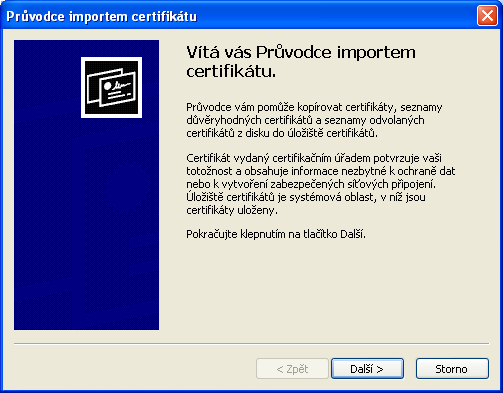 Průvodce importem certifikátu
Vítá vás Průvodce importem
certifikátu.
Průvodce vám pomůže kopírovat certifikáty, seznamy
důvěryhodných certifikátů a seznamy odvolaných
certifikátů z disku do úložiště certifikátů.
Certifikát vydaný certifikačním úřadem potvrzuje vaši
totožnost a obsahuje informace nezbytné k ochraně dat
nebo k vytvoření zabezpečených síťových připojení.
Úložiště certifikátů je systémová oblast, v níž jsou
certifikáty uloženy.
Pokračujte klepnutím na tlačítko Další.
< Zpět
Další >
Storno